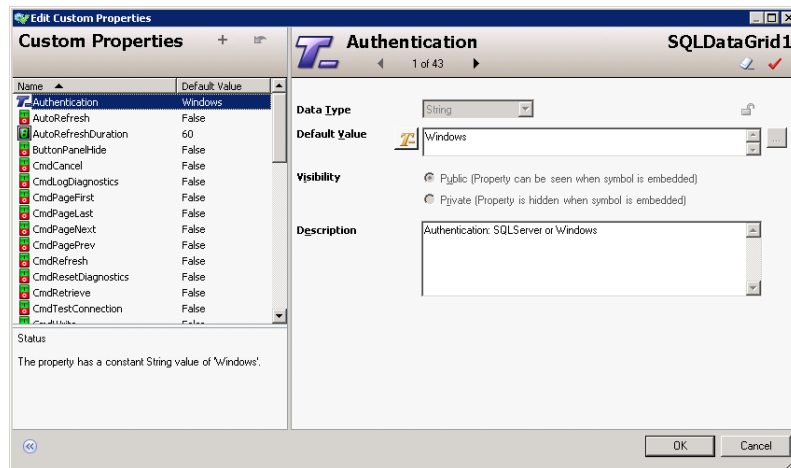 Edit Custom Properties
Custom Properties
Authentication
SQLDataGrid1
1 of 43
Name Default Value
Authentication Windows
AutoRefresh False
AutoRefreshDuration 60
ButtonPanelHide False
CmdCancel False
CmdLogDiagnostics False
CmdPageFirst False
CmdPageLast False
CmdPageNext False
CmdPagePrev False
CmdRefresh False
CmdResetDiagnostics False
CmdRetrieve False
CmdTestConnection False
Data Type String
Default Value Windows
...
Visibility
Public (Property can be seen when symbol is embedded)
Private (Property is hidden when symbol is embedded)
Description
Authentication: SQLServer or Windows
Status
The property has a constant String value of 'Windows'.
OK Cancel